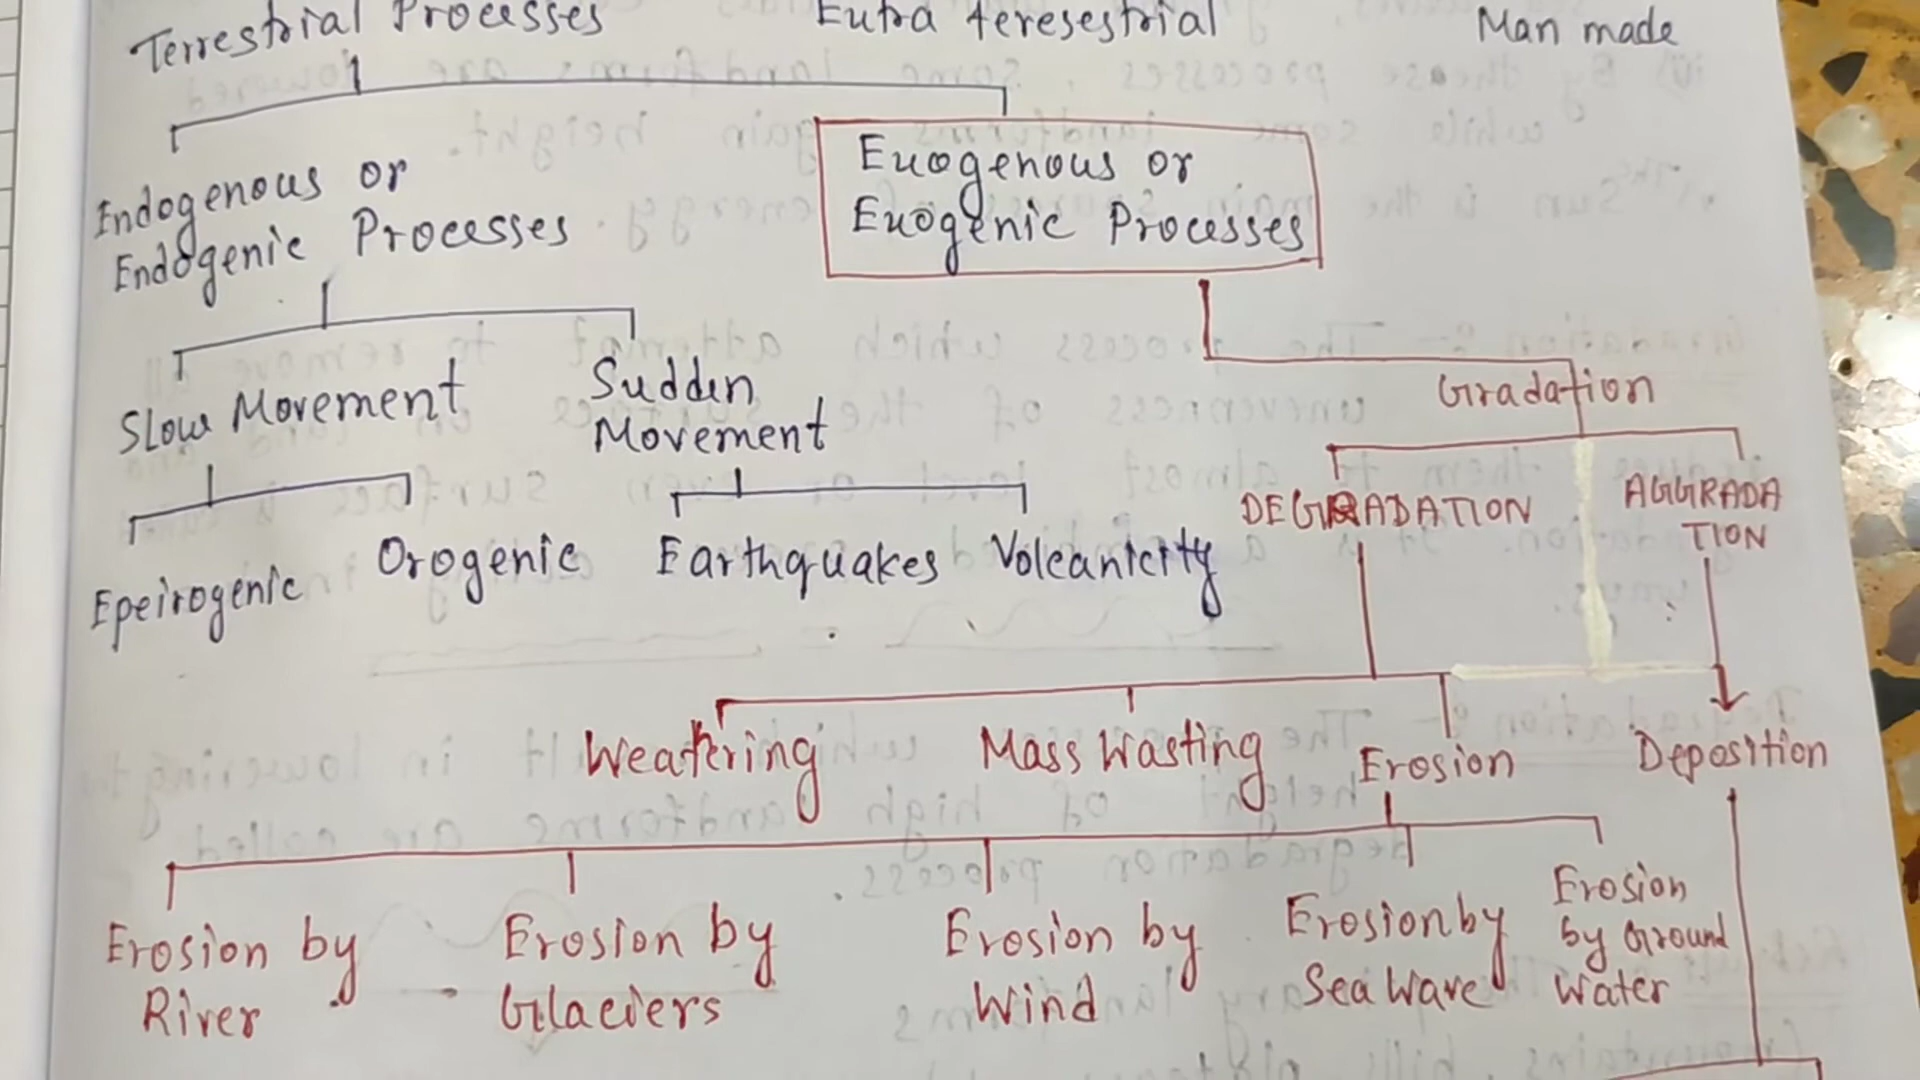 Terrestrial Processes
Extra teresestrial
Man made
Endogenous or
Endogenic Processes
Exogenous or
Exogenic Processes
Slow Movement
Sudden
Movement
Gradation
DEGRADATION
AGGRADA
TION
Epeirogenic
Orogenic
Earthquakes
Volcanicity
Weathering
Mass Wasting
Erosion
Deposition
Erosion by
River
Erosion by
Glaciers
Erosion by
Wind
Erosion by
Sea Wave
Erosion
by Ground
Water